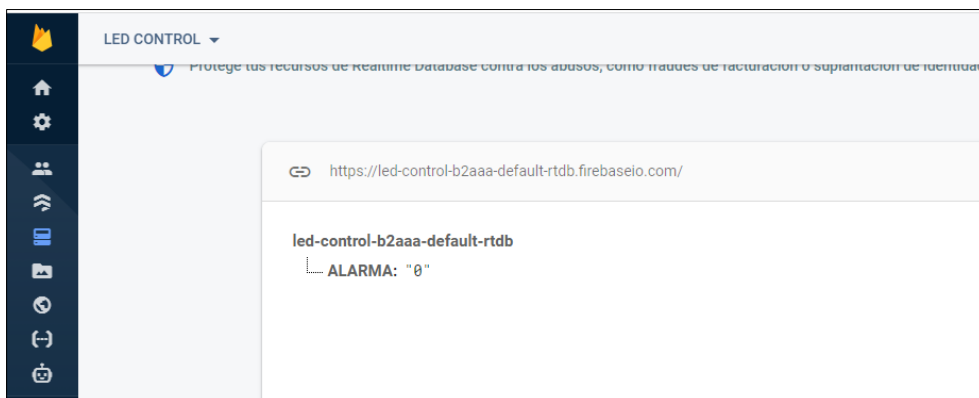 LED CONTROL
Protege tus recursos de Realtime Database contra los abusos, como fraudes de facturación o suplantación de identidad
https://led-control-b2aaa-default-rtdb.firebaseio.com/
led-control-b2aaa-default-rtdb
ALARMA: "0"